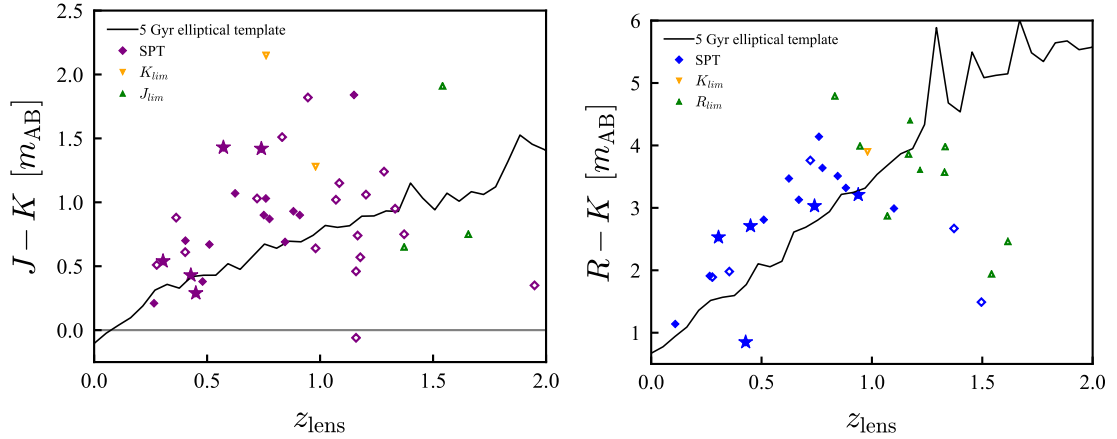 2.5
2.0
1.5
1.0
0.5
0.0
J − K [m_AB]
5 Gyr elliptical template
SPT
K_lim
J_lim
0.0 0.5 1.0 1.5 2.0
z_lens
6
5
4
3
2
1
R − K [m_AB]
5 Gyr elliptical template
SPT
K_lim
R_lim
0.0 0.5 1.0 1.5 2.0
z_lens